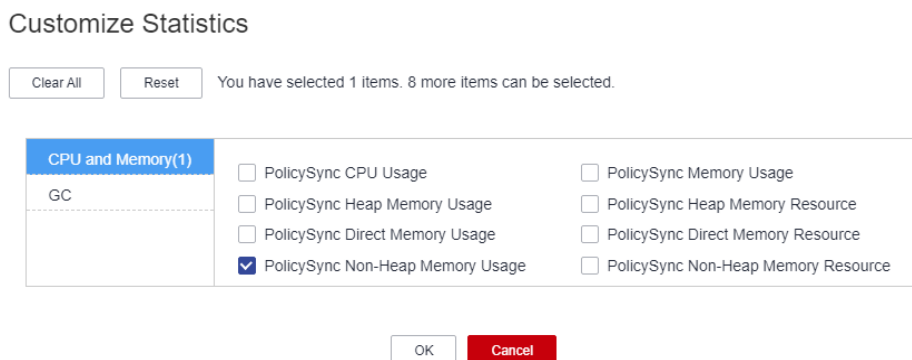 Customize Statistics
Clear All Reset You have selected 1 items. 8 more items can be selected.
CPU and Memory(1)
GC
PolicySync CPU Usage PolicySync Memory Usage
PolicySync Heap Memory Usage PolicySync Heap Memory Resource
PolicySync Direct Memory Usage PolicySync Direct Memory Resource
PolicySync Non-Heap Memory Usage PolicySync Non-Heap Memory Resource
OK Cancel